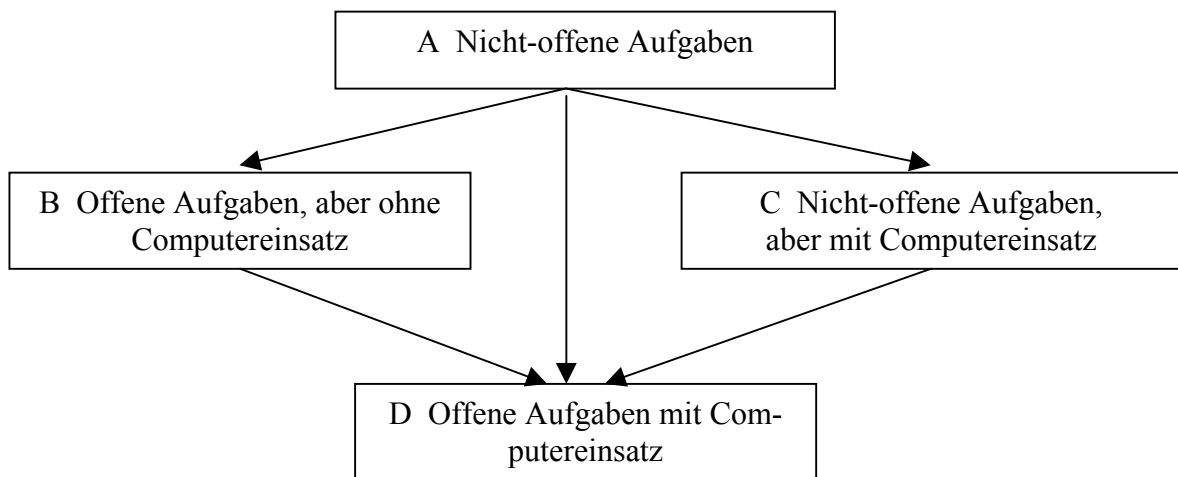 A Nicht-offene Aufgaben
B Offene Aufgaben, aber ohne
Computereinsatz
C Nicht-offene Aufgaben,
aber mit Computereinsatz
D Offene Aufgaben mit Com-
putereinsatz